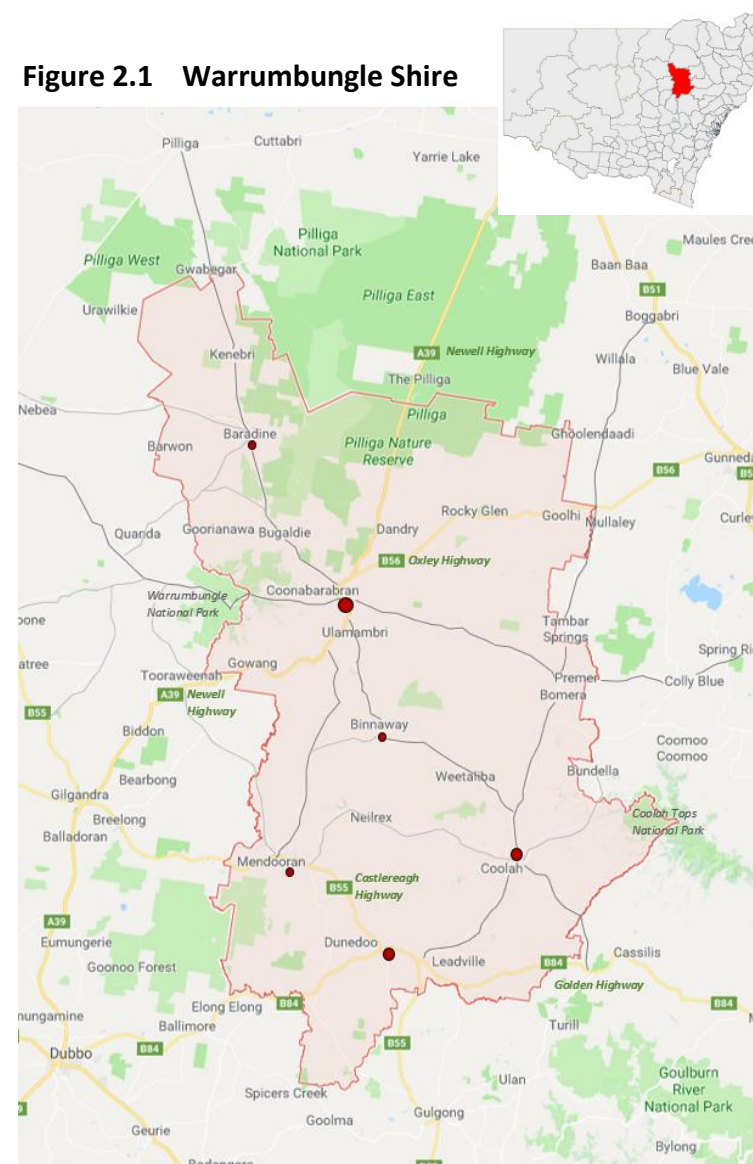 Figure 2.1 Warrumbungle Shire
Pilliga
Cuttabri
Yarrie Lake
Pilliga
National Park
Maules Cree
Pilliga West
Gwabegar
Baan Baa
B51
Pilliga East
Urawilkie
Boggabri
Kenebri
A39
Newell Highway
Willala
Blue Vale
The Pilliga
Nebea
Pilliga
Baradine
Ghoolendaadi
Barwon
Pilliga Nature
Reserve
Gunneda
B56
B5
Rocky Glen
Goolhi
Mullaley
Curle
Quanda
Goorianawa
Bugaldie
Dandry
B56
Oxley Highway
Warrumbungle
National Park
Coonabarabran
oone
Tambar
Springs
Ulamambri
Spring Ri
atree
Gowang
Tooraweenah
Premer
Colly Blue
A39
Newell
Highway
Bomera
B55
Biddon
Binnaway
Coomoo
Coomoo
Bearbong
Weetaliba
Bundella
Gilgandra
Breelong
Neilrex
Coolah Tops
National Park
Balladoran
Mendooran
Coolah
B55
Castlereagh
Highway
A39
Eumungerie
Dunedoo
Cassilis
Goonoo Forest
Leadville
B84
Golden Highway
Elong Elong
B84
B84
mungamine
Ballimore
Turill
Dubbo
B84
B55
Goulburn
River
National Park
Ulan
Spicers Creek
Gulgong
Goolma
Geurie
Bylong